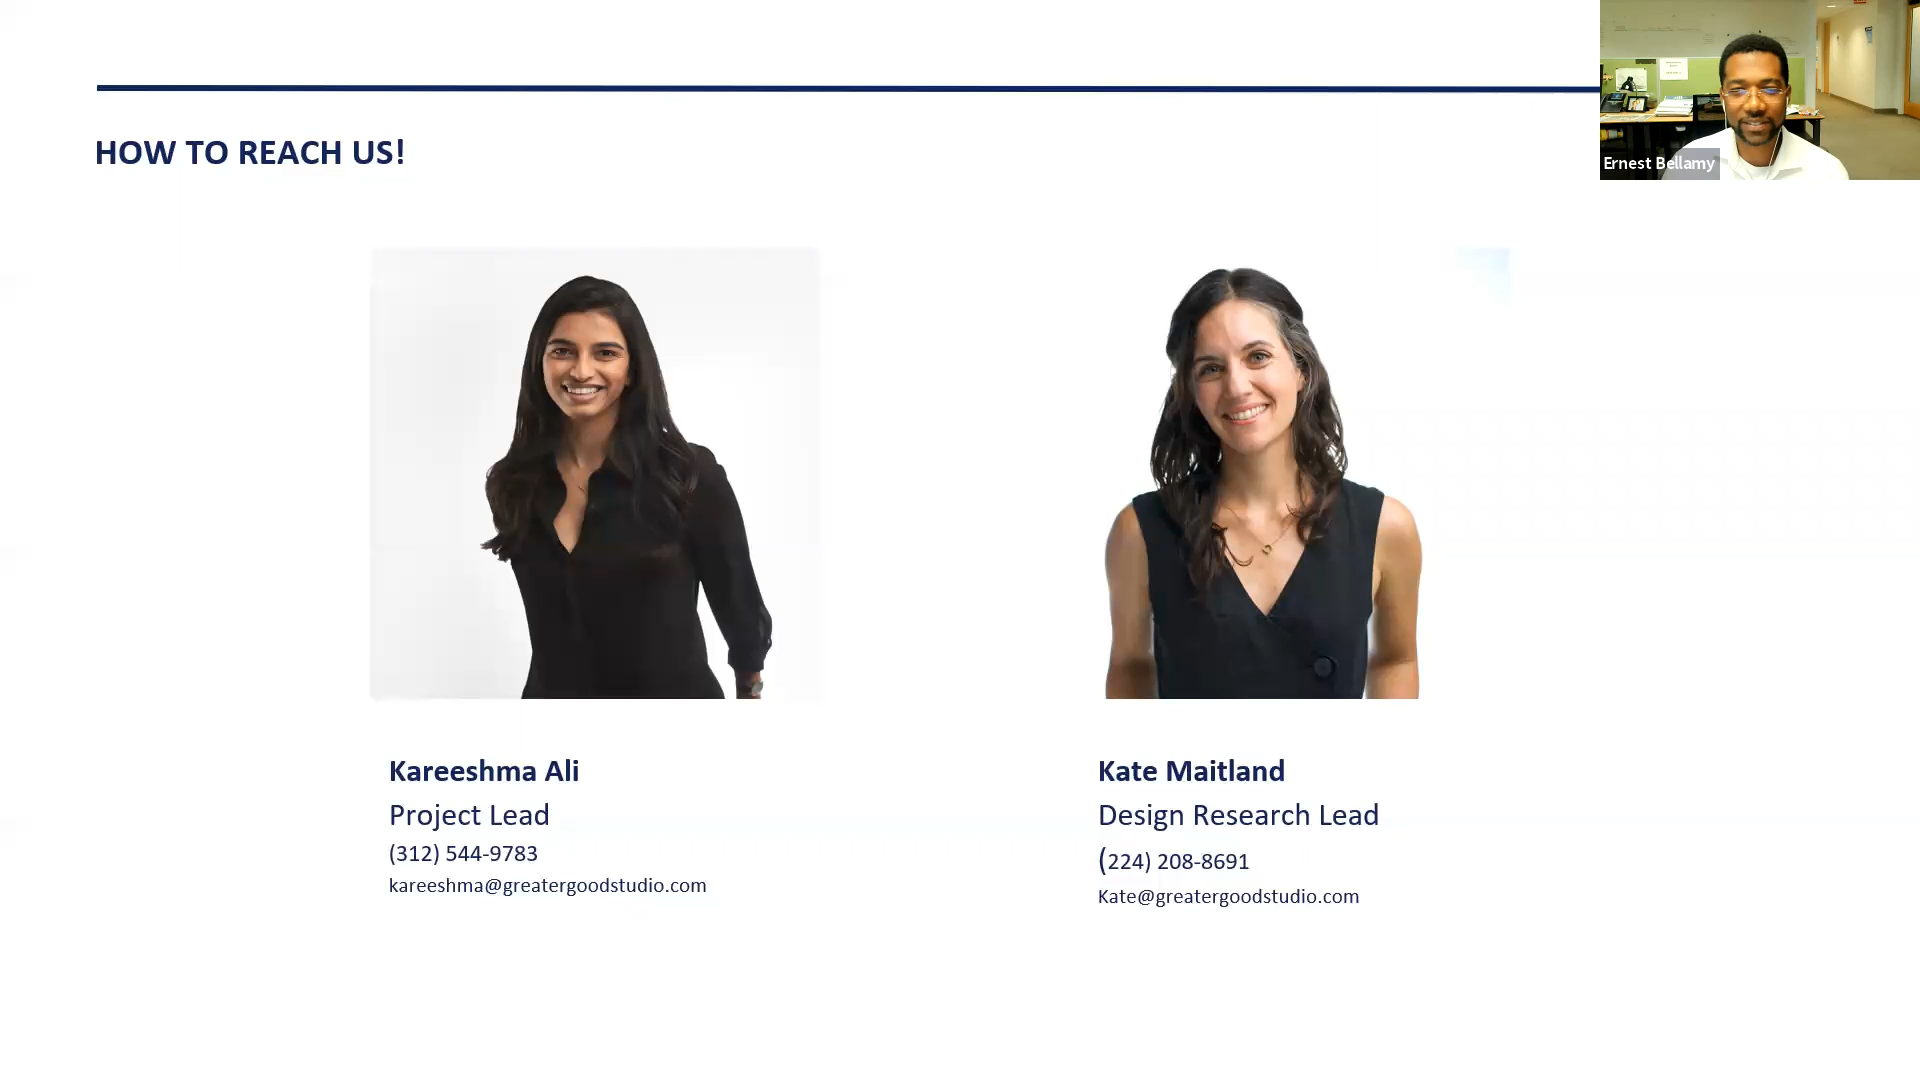 HOW TO REACH US!
Ernest Bellamy
Kareeshma Ali
Project Lead
(312) 544-9783
kareeshma@greatergoodstudio.com
Kate Maitland
Design Research Lead
(224) 208-8691
Kate@greatergoodstudio.com